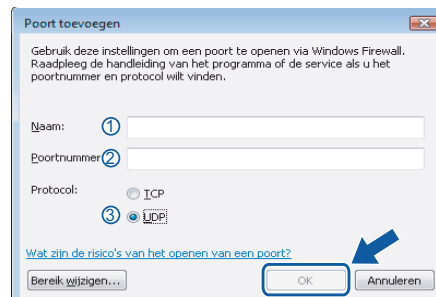 Poort toevoegen
Gebruik deze instellingen om een poort te openen via Windows Firewall.
Raadpleeg de handleiding van het programma of de service als u het
poortnummer en protocol wilt vinden.
Naam: 1
Poortnummer 2
Protocol: TCP
3 UDP
Wat zijn de risico's van het openen van een poort?
Bereik wijzigen... OK Annuleren